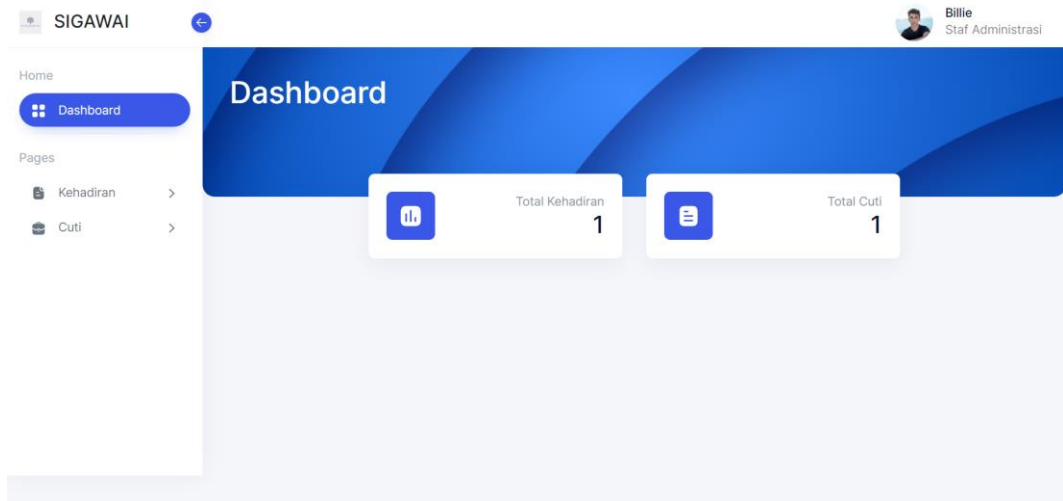 SIGAWAI
Billie
Staf Administrasi
Home
Dashboard
Pages
Kehadiran
Cuti
Dashboard
Total Kehadiran
1
Total Cuti
1